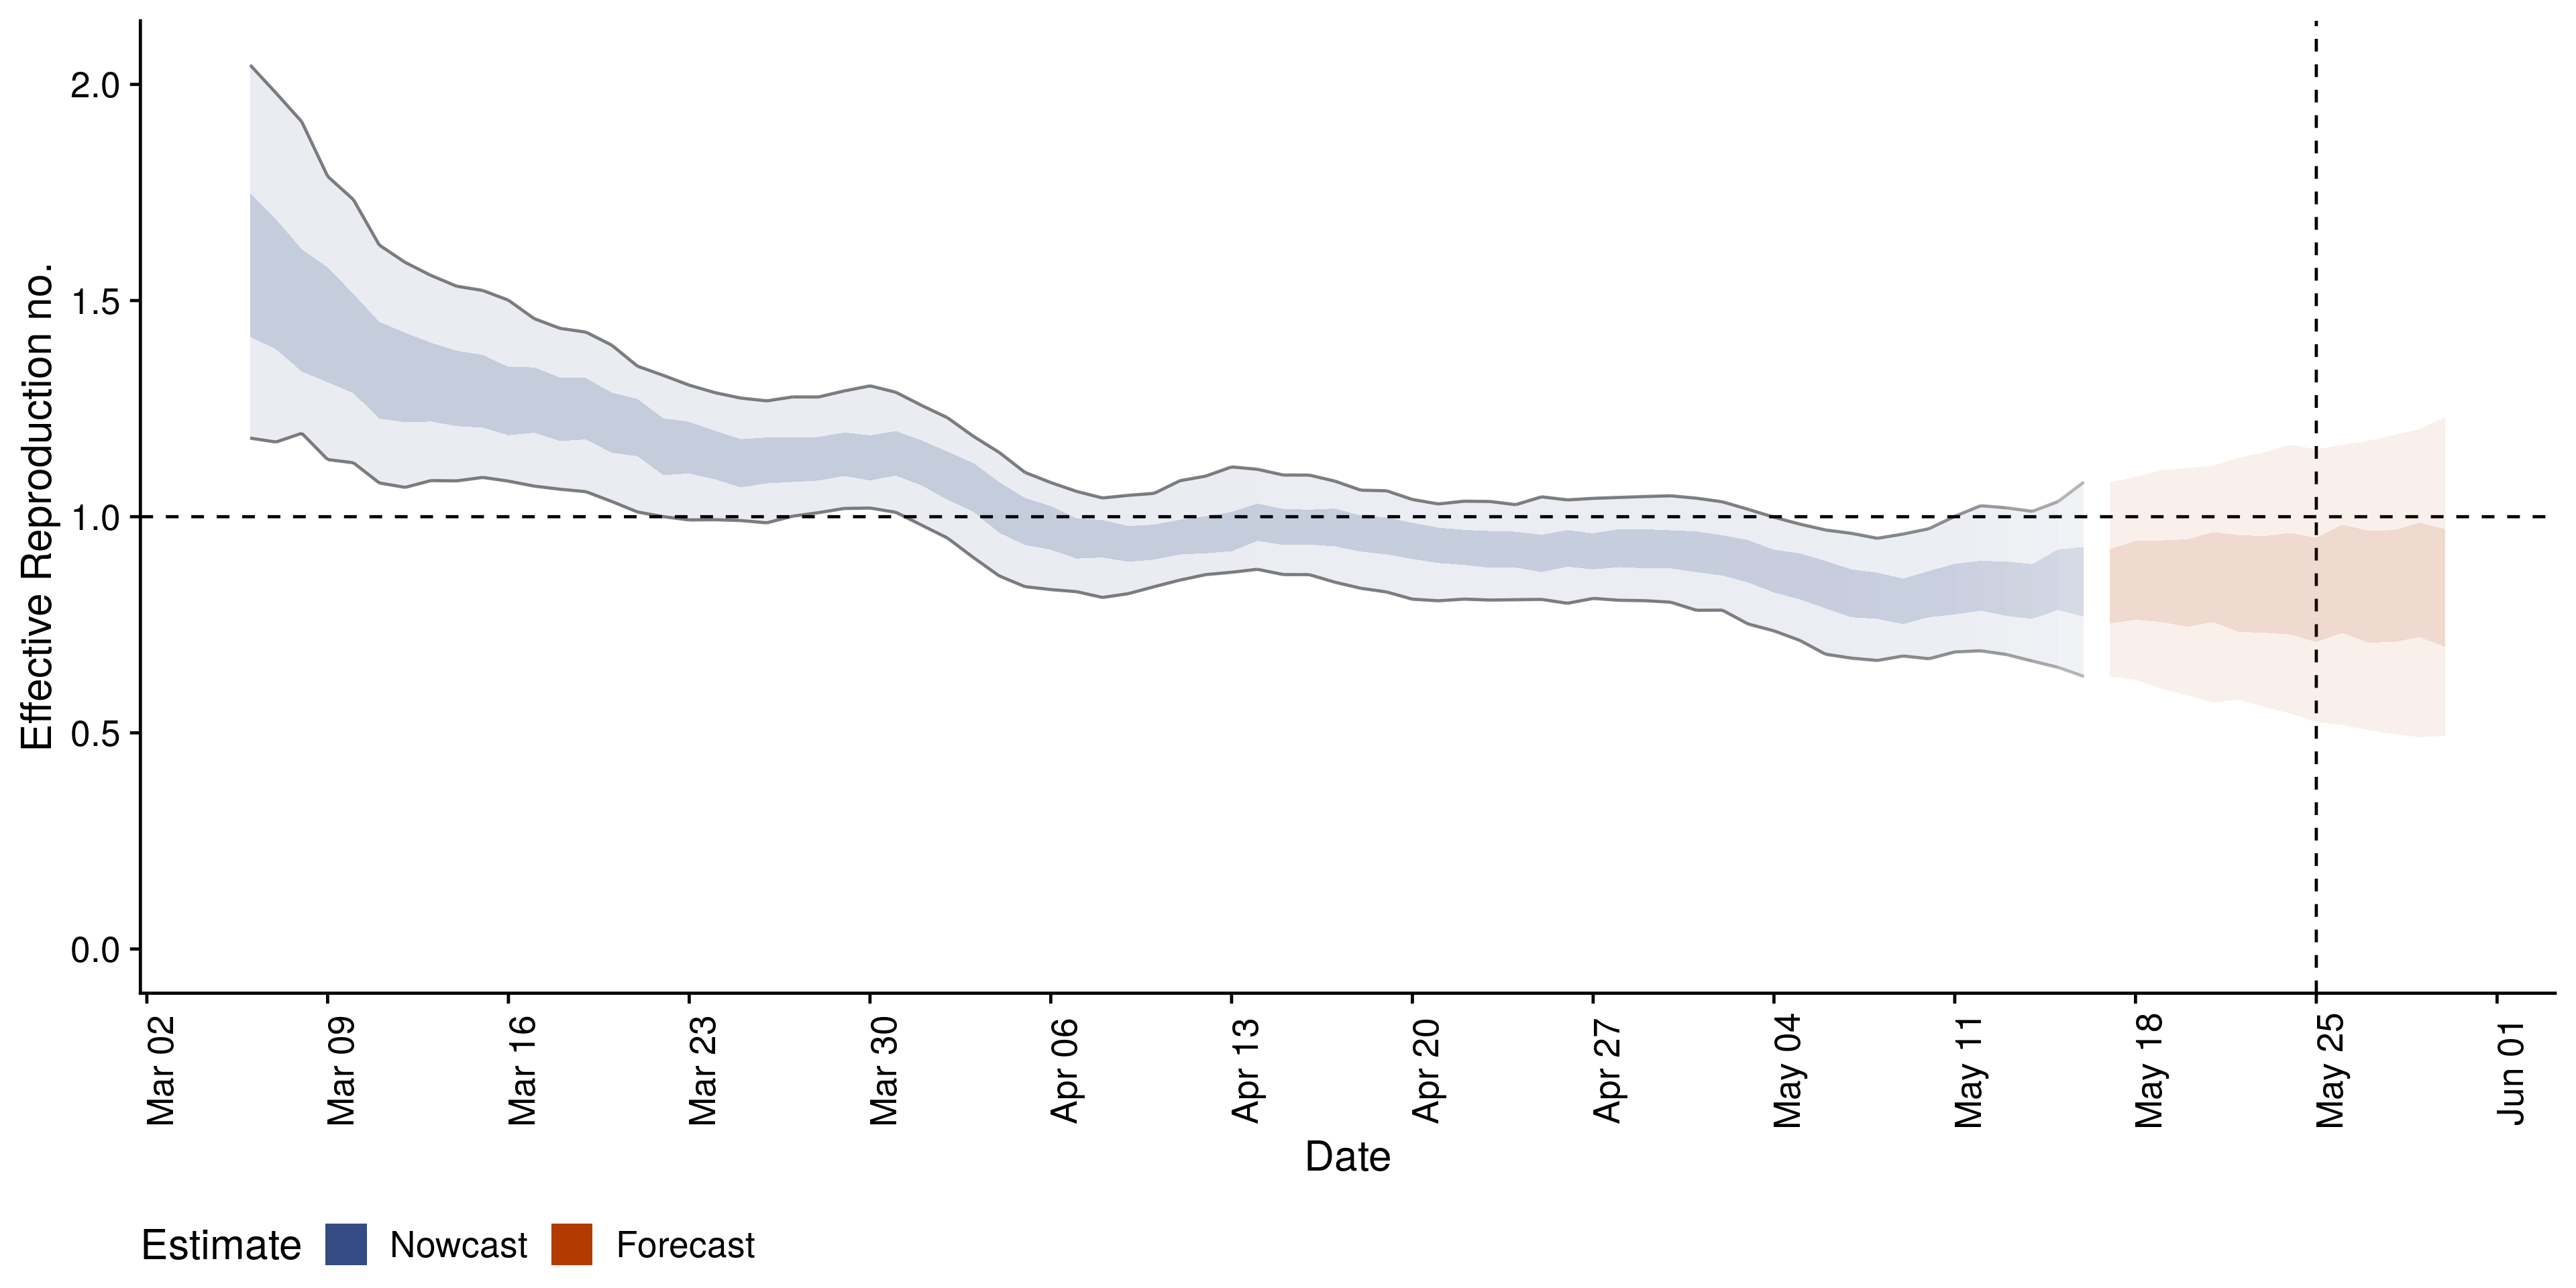 Effective Reproduction no.
2.0
1.5
1.0
0.5
0.0
Mar 02
Mar 09
Mar 16
Mar 23
Mar 30
Apr 06
Apr 13
Apr 20
Apr 27
May 04
May 11
May 18
May 25
Jun 01
Date
Estimate Nowcast Forecast